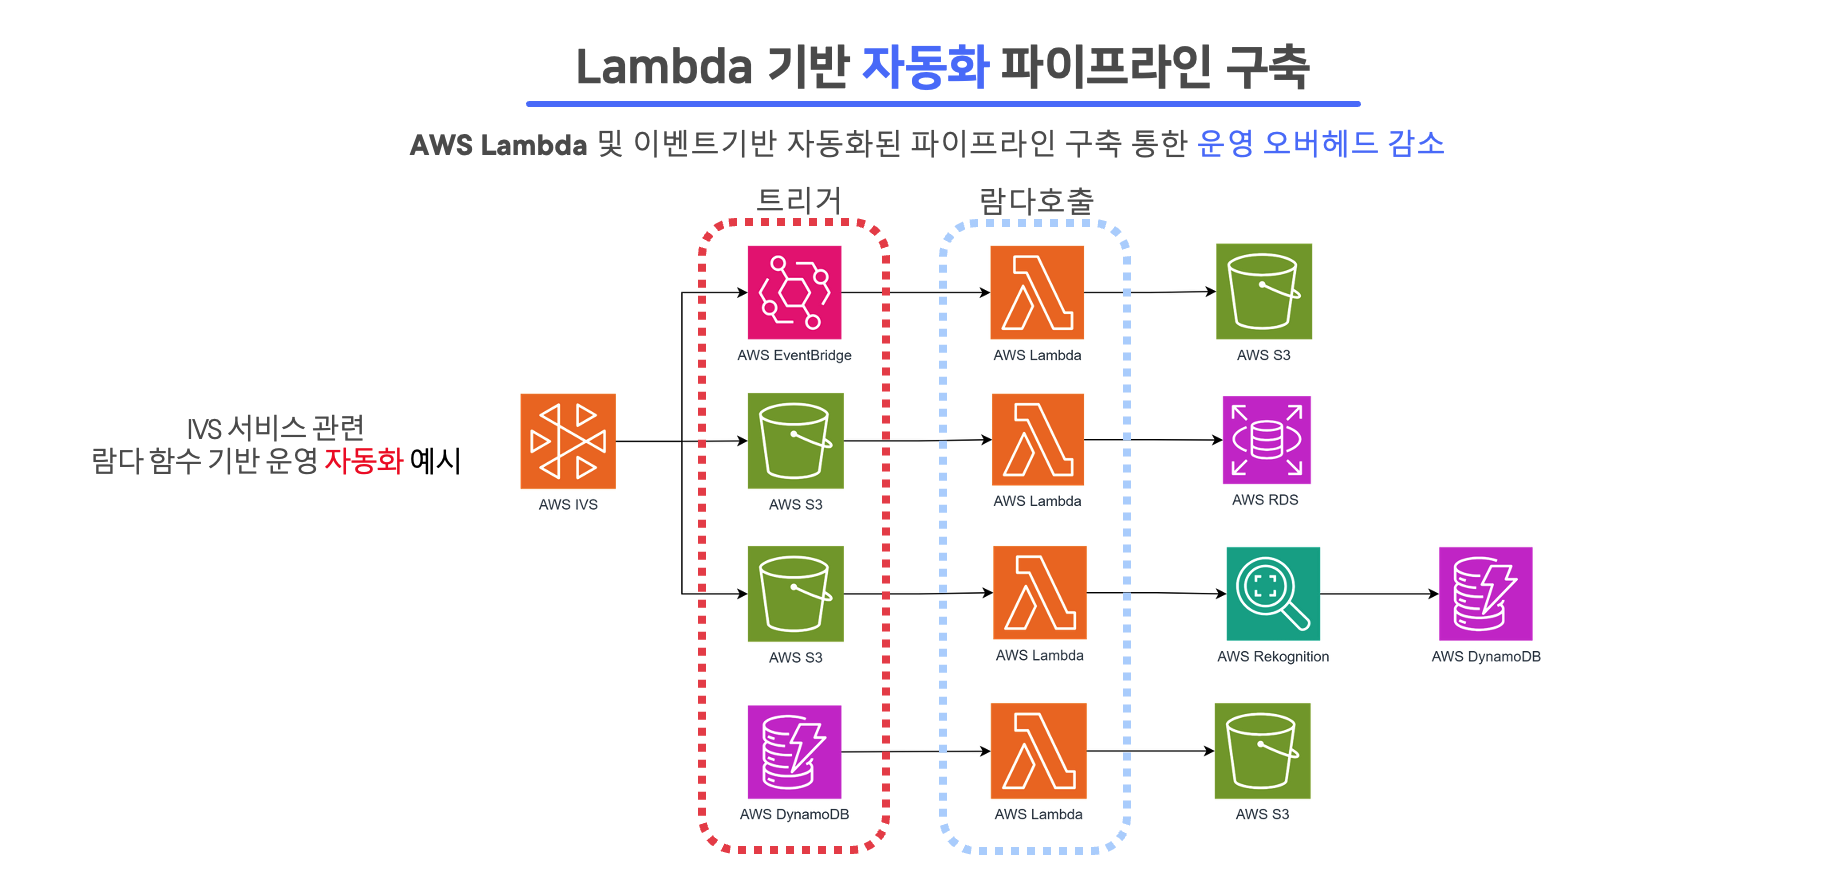 Lambda 기반 자동화 파이프라인 구축
AWS Lambda 및 이벤트기반 자동화된 파이프라인 구축 통한 운영 오버헤드 감소
트리거
람다호출
AWS EventBridge
AWS Lambda
AWS S3
IVS 서비스 관련
람다 함수 기반 운영 자동화 예시
AWS IVS
AWS S3
AWS Lambda
AWS RDS
AWS S3
AWS Lambda
AWS Rekognition
AWS DynamoDB
AWS DynamoDB
AWS Lambda
AWS S3